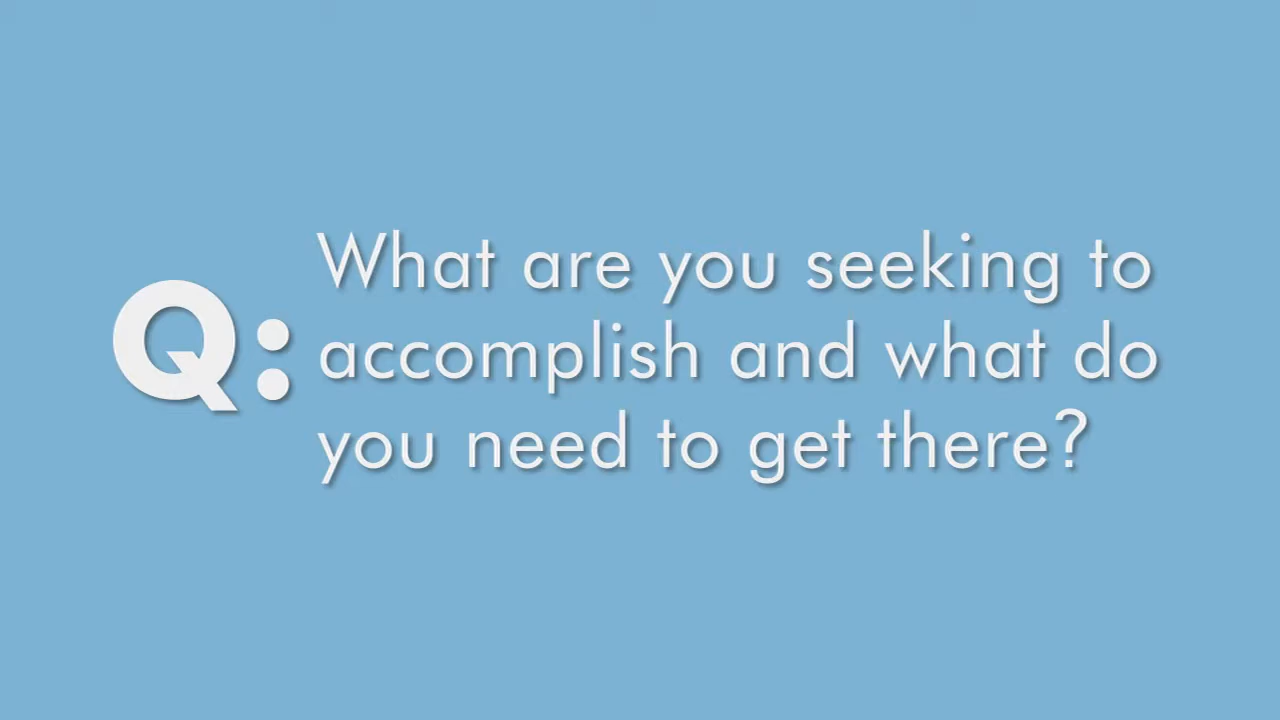 Q:
What are you seeking to
accomplish and what do
you need to get there?